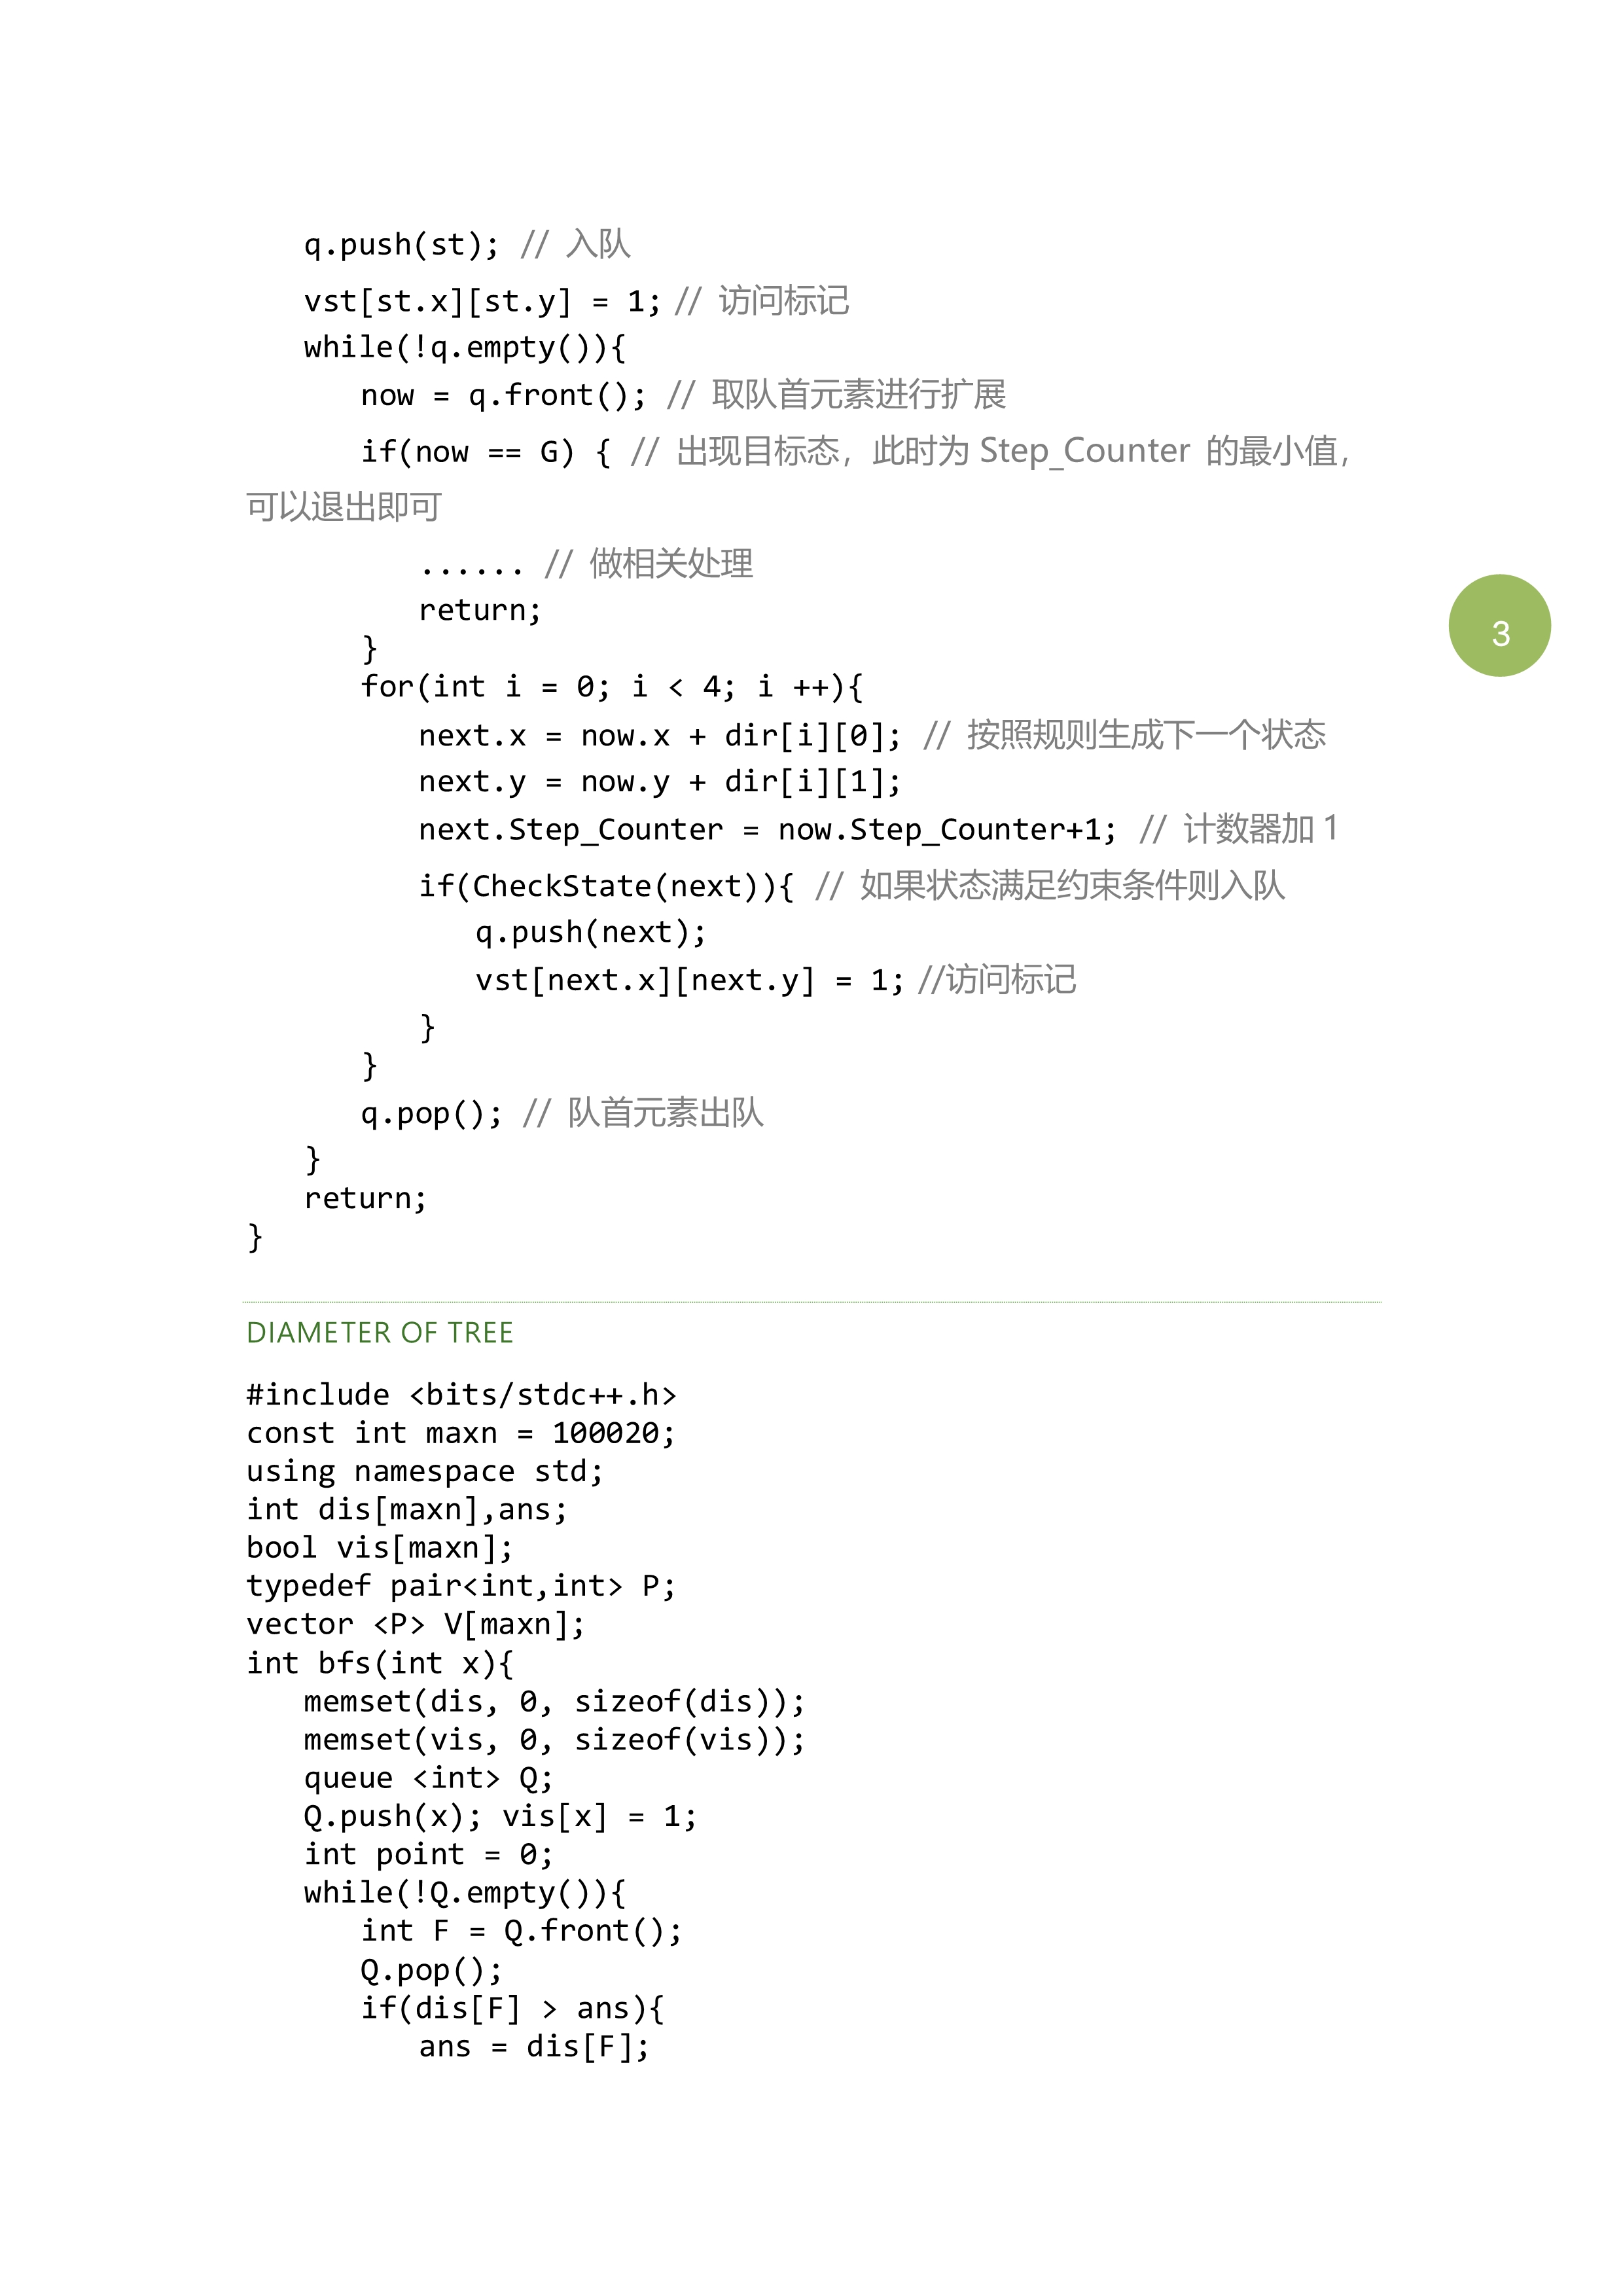 q.push(st); // 入队
vst[st.x][st.y] = 1; // 访问标记
while(!q.empty()){
now = q.front(); // 取队首元素进行扩展
if(now == G) { // 出现目标态，此时为 Step_Counter 的最小值，
可以退出即可
...... // 做相关处理
return;
}
3
for(int i = 0; i < 4; i ++){
next.x = now.x + dir[i][0]; // 按照规则生成下一个状态
next.y = now.y + dir[i][1];
next.Step_Counter = now.Step_Counter+1; // 计数器加 1
if(CheckState(next)){ // 如果状态满足约束条件则入队
q.push(next);
vst[next.x][next.y] = 1; //访问标记
}
}
q.pop(); // 队首元素出队
}
return;
}
DIAMETER OF TREE
#include <bits/stdc++.h>
const int maxn = 100020;
using namespace std;
int dis[maxn],ans;
bool vis[maxn];
typedef pair<int,int> P;
vector <P> V[maxn];
int bfs(int x){
memset(dis, 0, sizeof(dis));
memset(vis, 0, sizeof(vis));
queue <int> Q;
Q.push(x); vis[x] = 1;
int point = 0;
while(!Q.empty()){
int F = Q.front();
Q.pop();
if(dis[F] > ans){
ans = dis[F];